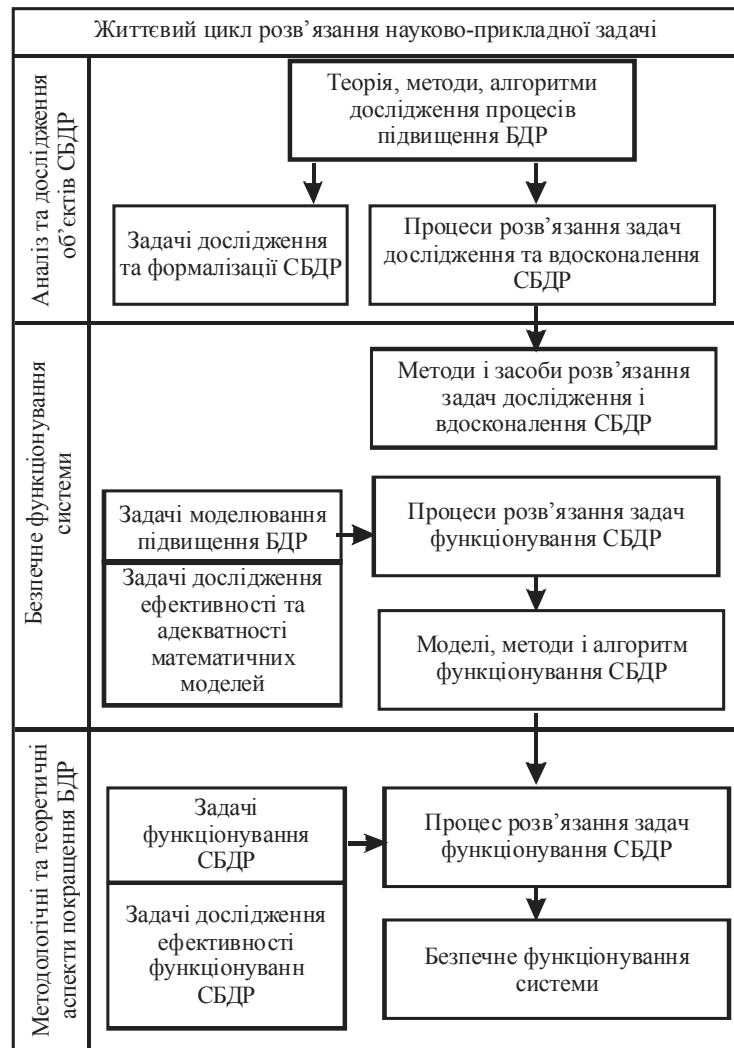 Життєвий цикл розв’язання науково-прикладної задачі
Аналіз та дослідження
об’єктів СБДР
Теорія, методи, алгоритми
дослідження процесів
підвищення БДР
Задачі дослідження
та формалізації СБДР
Процеси розв’язання задач
дослідження та вдосконалення
СБДР
Безпечне функціонування
системи
Методи і засоби розв’язання
задач дослідження і
вдосконалення СБДР
Задачі моделювання
підвищення БДР
Процеси розв’язання задач
функціонування СБДР
Задачі дослідження
ефективності та
адекватності
математичних
моделей
Моделі, методи і алгоритм
функціонування СБДР
Методологічні та теоретичні
аспекти покращення БДР
Задачі
функціонування
СБДР
Процес розв’язання задач
функціонування СБДР
Задачі дослідження
ефективності
функціонуванн
СБДР
Безпечне функціонування
системи